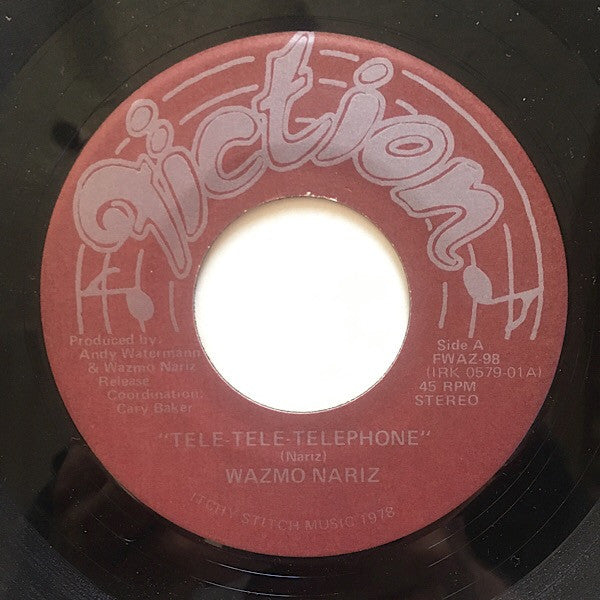 Fiction
Produced by:
Andy Watermann
& Wazmo Nariz
Release
Coordination:
Cary Baker
Side A
FWAZ-98
(IRK 0579-01A)
45 RPM
STEREO
"TELE-TELE-TELEPHONE"
(Nariz)
WAZMO NARIZ
ITCHY STITCH MUSIC 1978